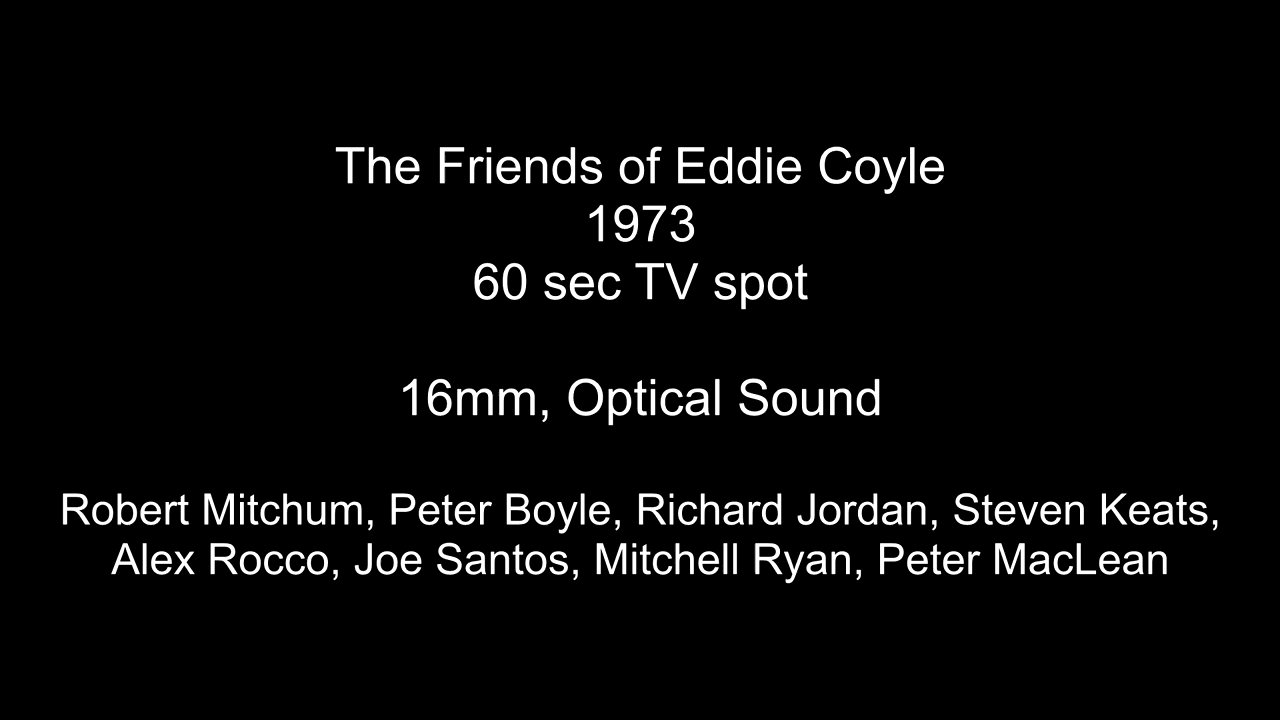 The Friends of Eddie Coyle
1973
60 sec TV spot
16mm, Optical Sound
Robert Mitchum, Peter Boyle, Richard Jordan, Steven Keats,
Alex Rocco, Joe Santos, Mitchell Ryan, Peter MacLean